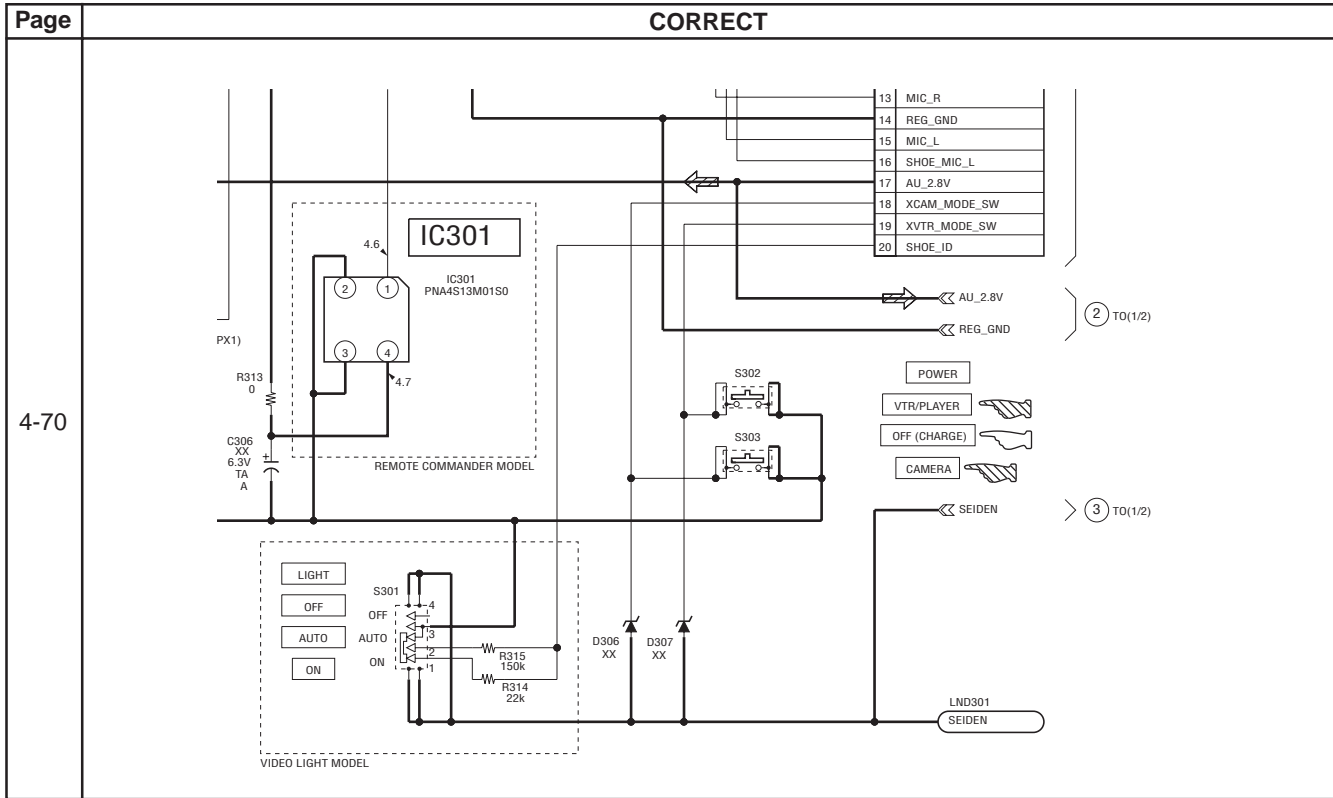 Page
CORRECT
4-70
13 MIC_R
14 REG_GND
15 MIC_L
16 SHOE_MIC_L
17 AU_2.8V
18 XCAM_MODE_SW
19 XVTR_MODE_SW
20 SHOE_ID
AU_2.8V
REG_GND
2 TO(1/2)
4.6
IC301
IC301
PNA4S13M01S0
2
1
3
4
4.7
PX1)
R313
0
C306
XX
6.3V
TA
A
+
REMOTE COMMANDER MODEL
S302
S303
POWER
VTR/PLAYER
OFF (CHARGE)
CAMERA
SEIDEN
3 TO(1/2)
LIGHT
OFF
AUTO
ON
S301
OFF
AUTO
ON
4
3
2
1
R315
150k
R314
22k
D306
XX
D307
XX
LND301
SEIDEN
VIDEO LIGHT MODEL